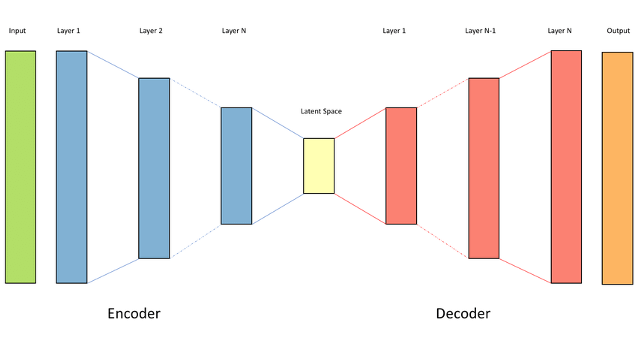 Input
Layer 1
Layer 2
Layer N
Layer 1
Layer N-1
Layer N
Output
Latent Space
Encoder
Decoder